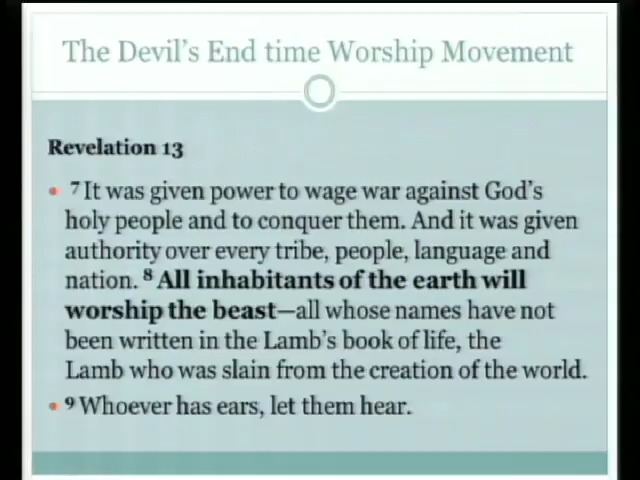 The Devil's End time Worship Movement
Revelation 13
• 7 It was given power to wage war against God's
holy people and to conquer them. And it was given
authority over every tribe, people, language and
nation. 8 All inhabitants of the earth will
worship the beast—all whose names have not
been written in the Lamb's book of life, the
Lamb who was slain from the creation of the world.
• 9 Whoever has ears, let them hear.